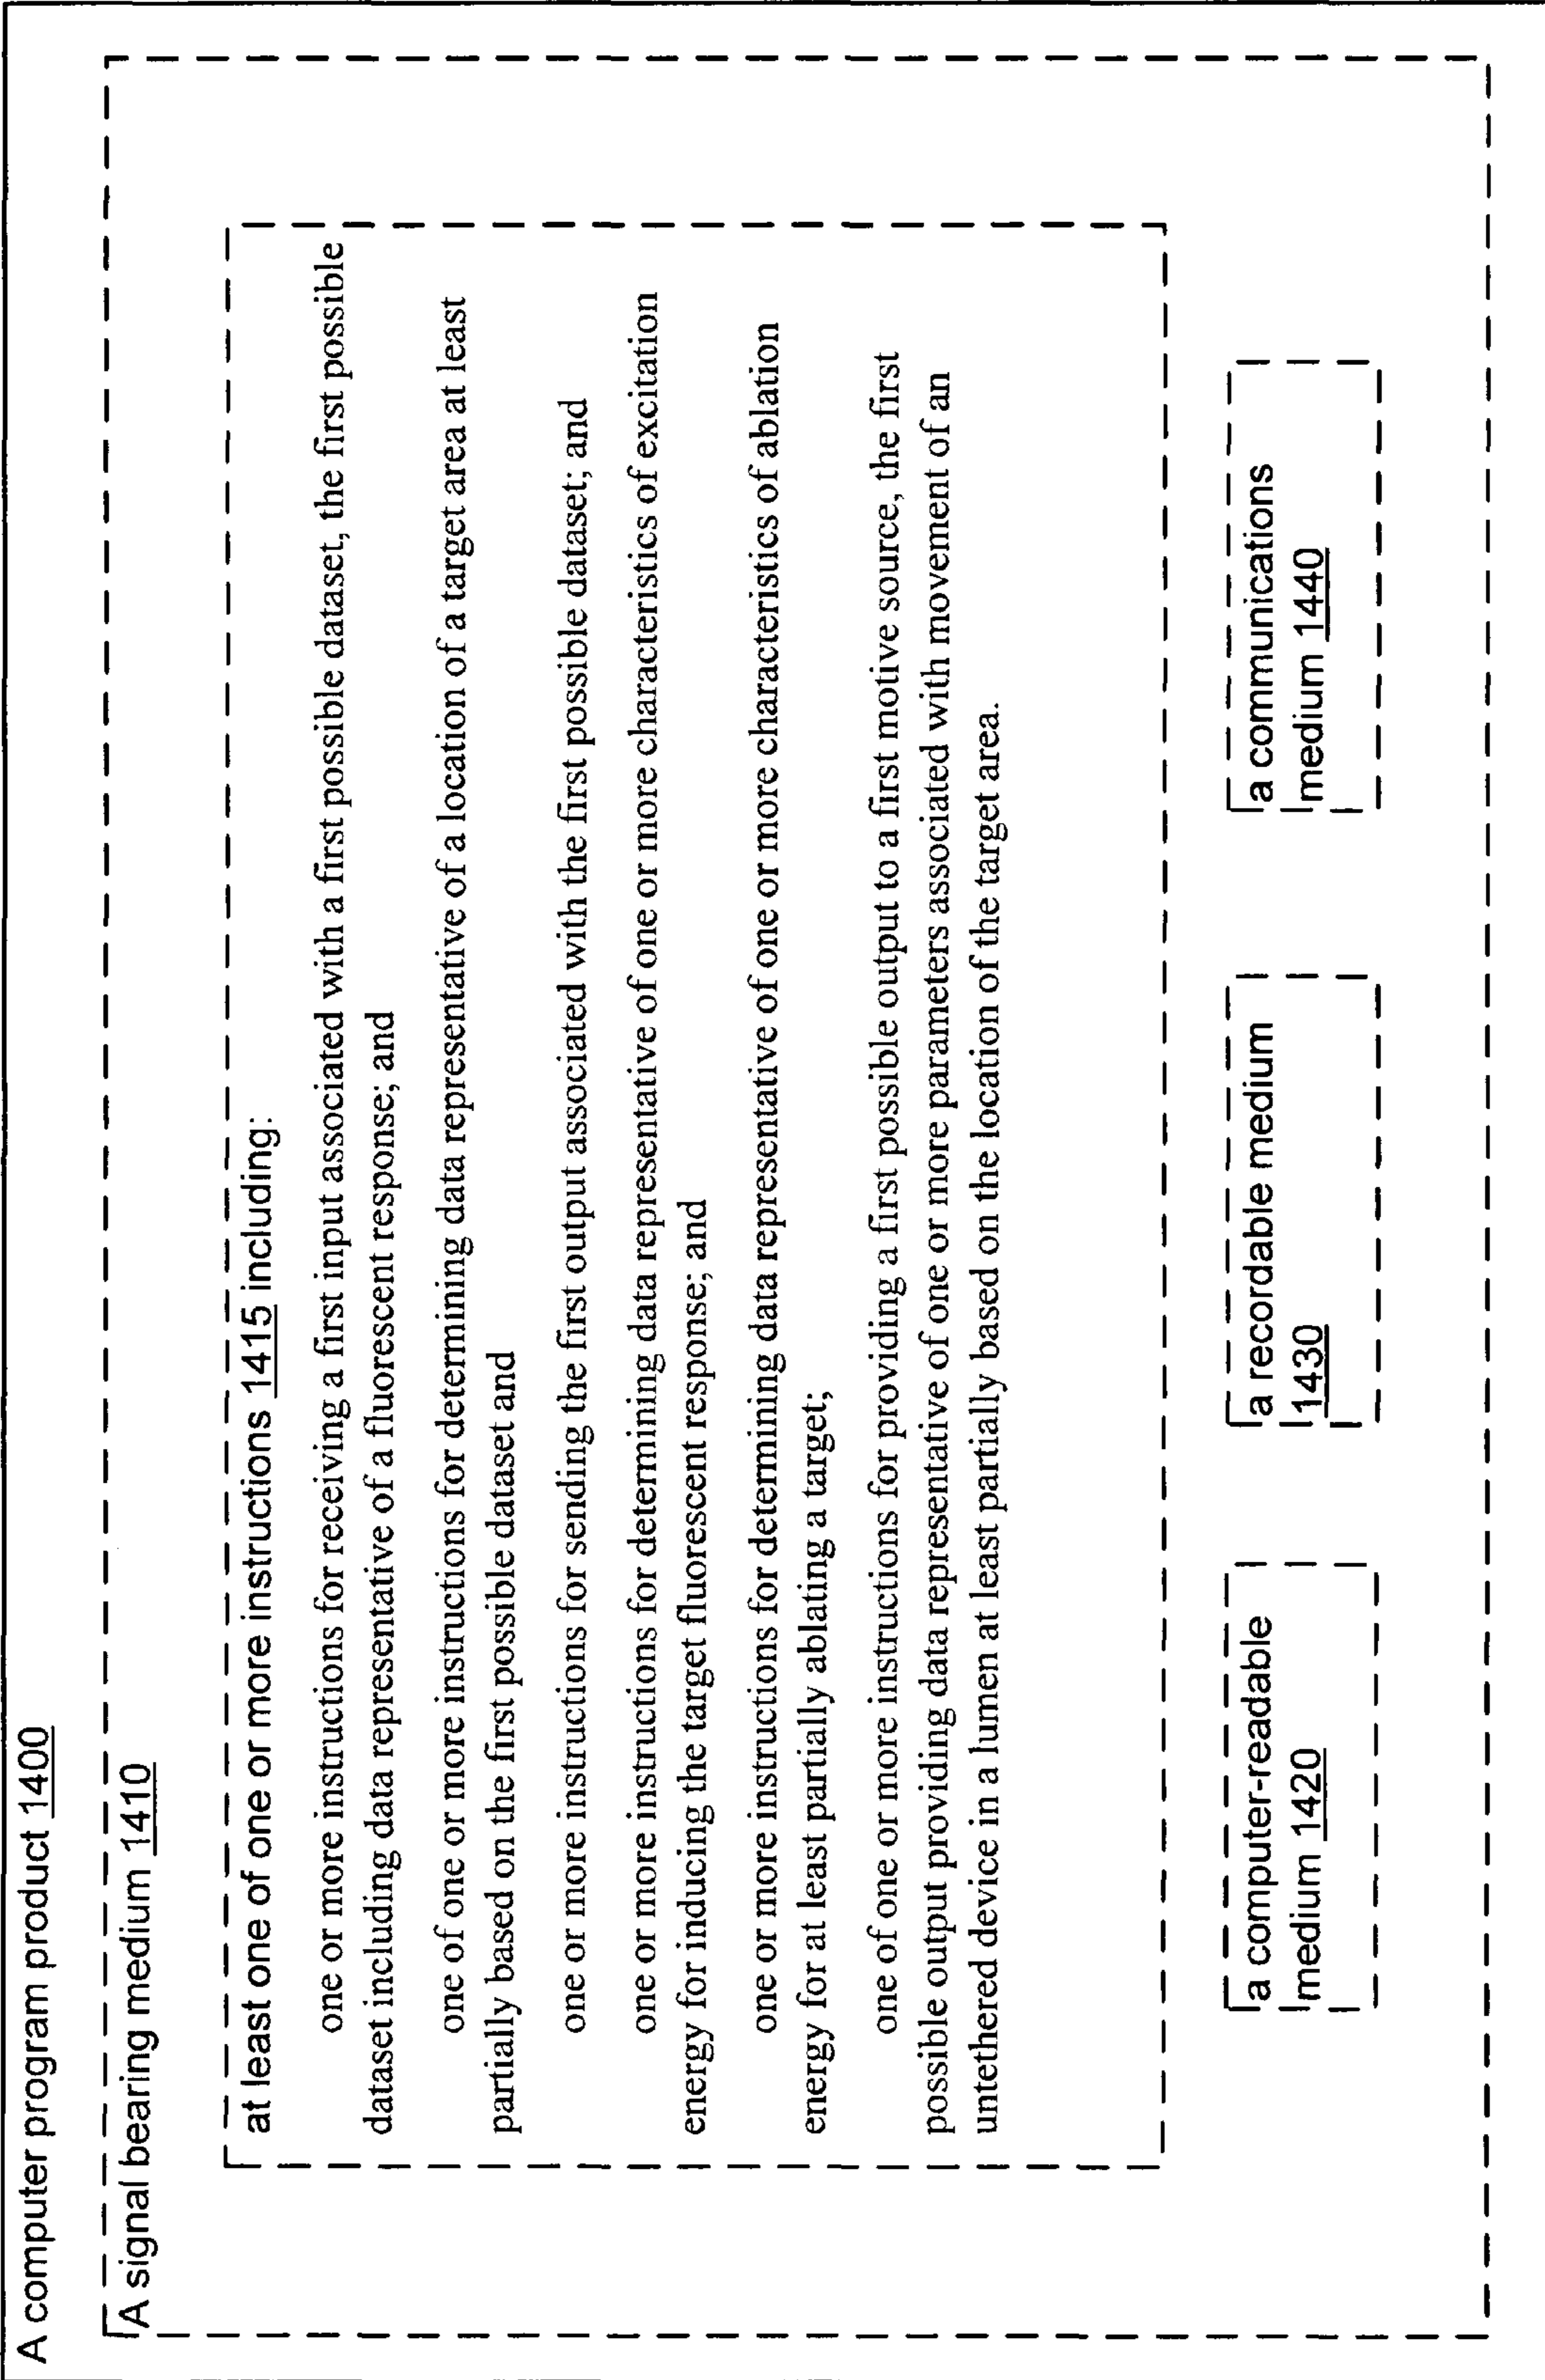 A computer program product 1400
A signal bearing medium 1410
at least one of one or more instructions 1415 including:
one or more instructions for receiving a first input associated with a first possible dataset, the first possible
dataset including data representative of a fluorescent response; and
one of one or more instructions for determining data representative of a location of a target area at least
partially based on the first possible dataset and
one or more instructions for sending the first output associated with the first possible dataset; and
one or more instructions for determining data representative of one or more characteristics of excitation
energy for inducing the target fluorescent response; and
one or more instructions for determining data representative of one or more characteristics of ablation
energy for at least partially ablating a target;
one of one or more instructions for providing a first possible output to a first motive source, the first
possible output providing data representative of one or more parameters associated with movement of an
untethered device in a lumen at least partially based on the location of the target area.
a computer-readable
medium 1420
a recordable medium
1430
a communications
medium 1440